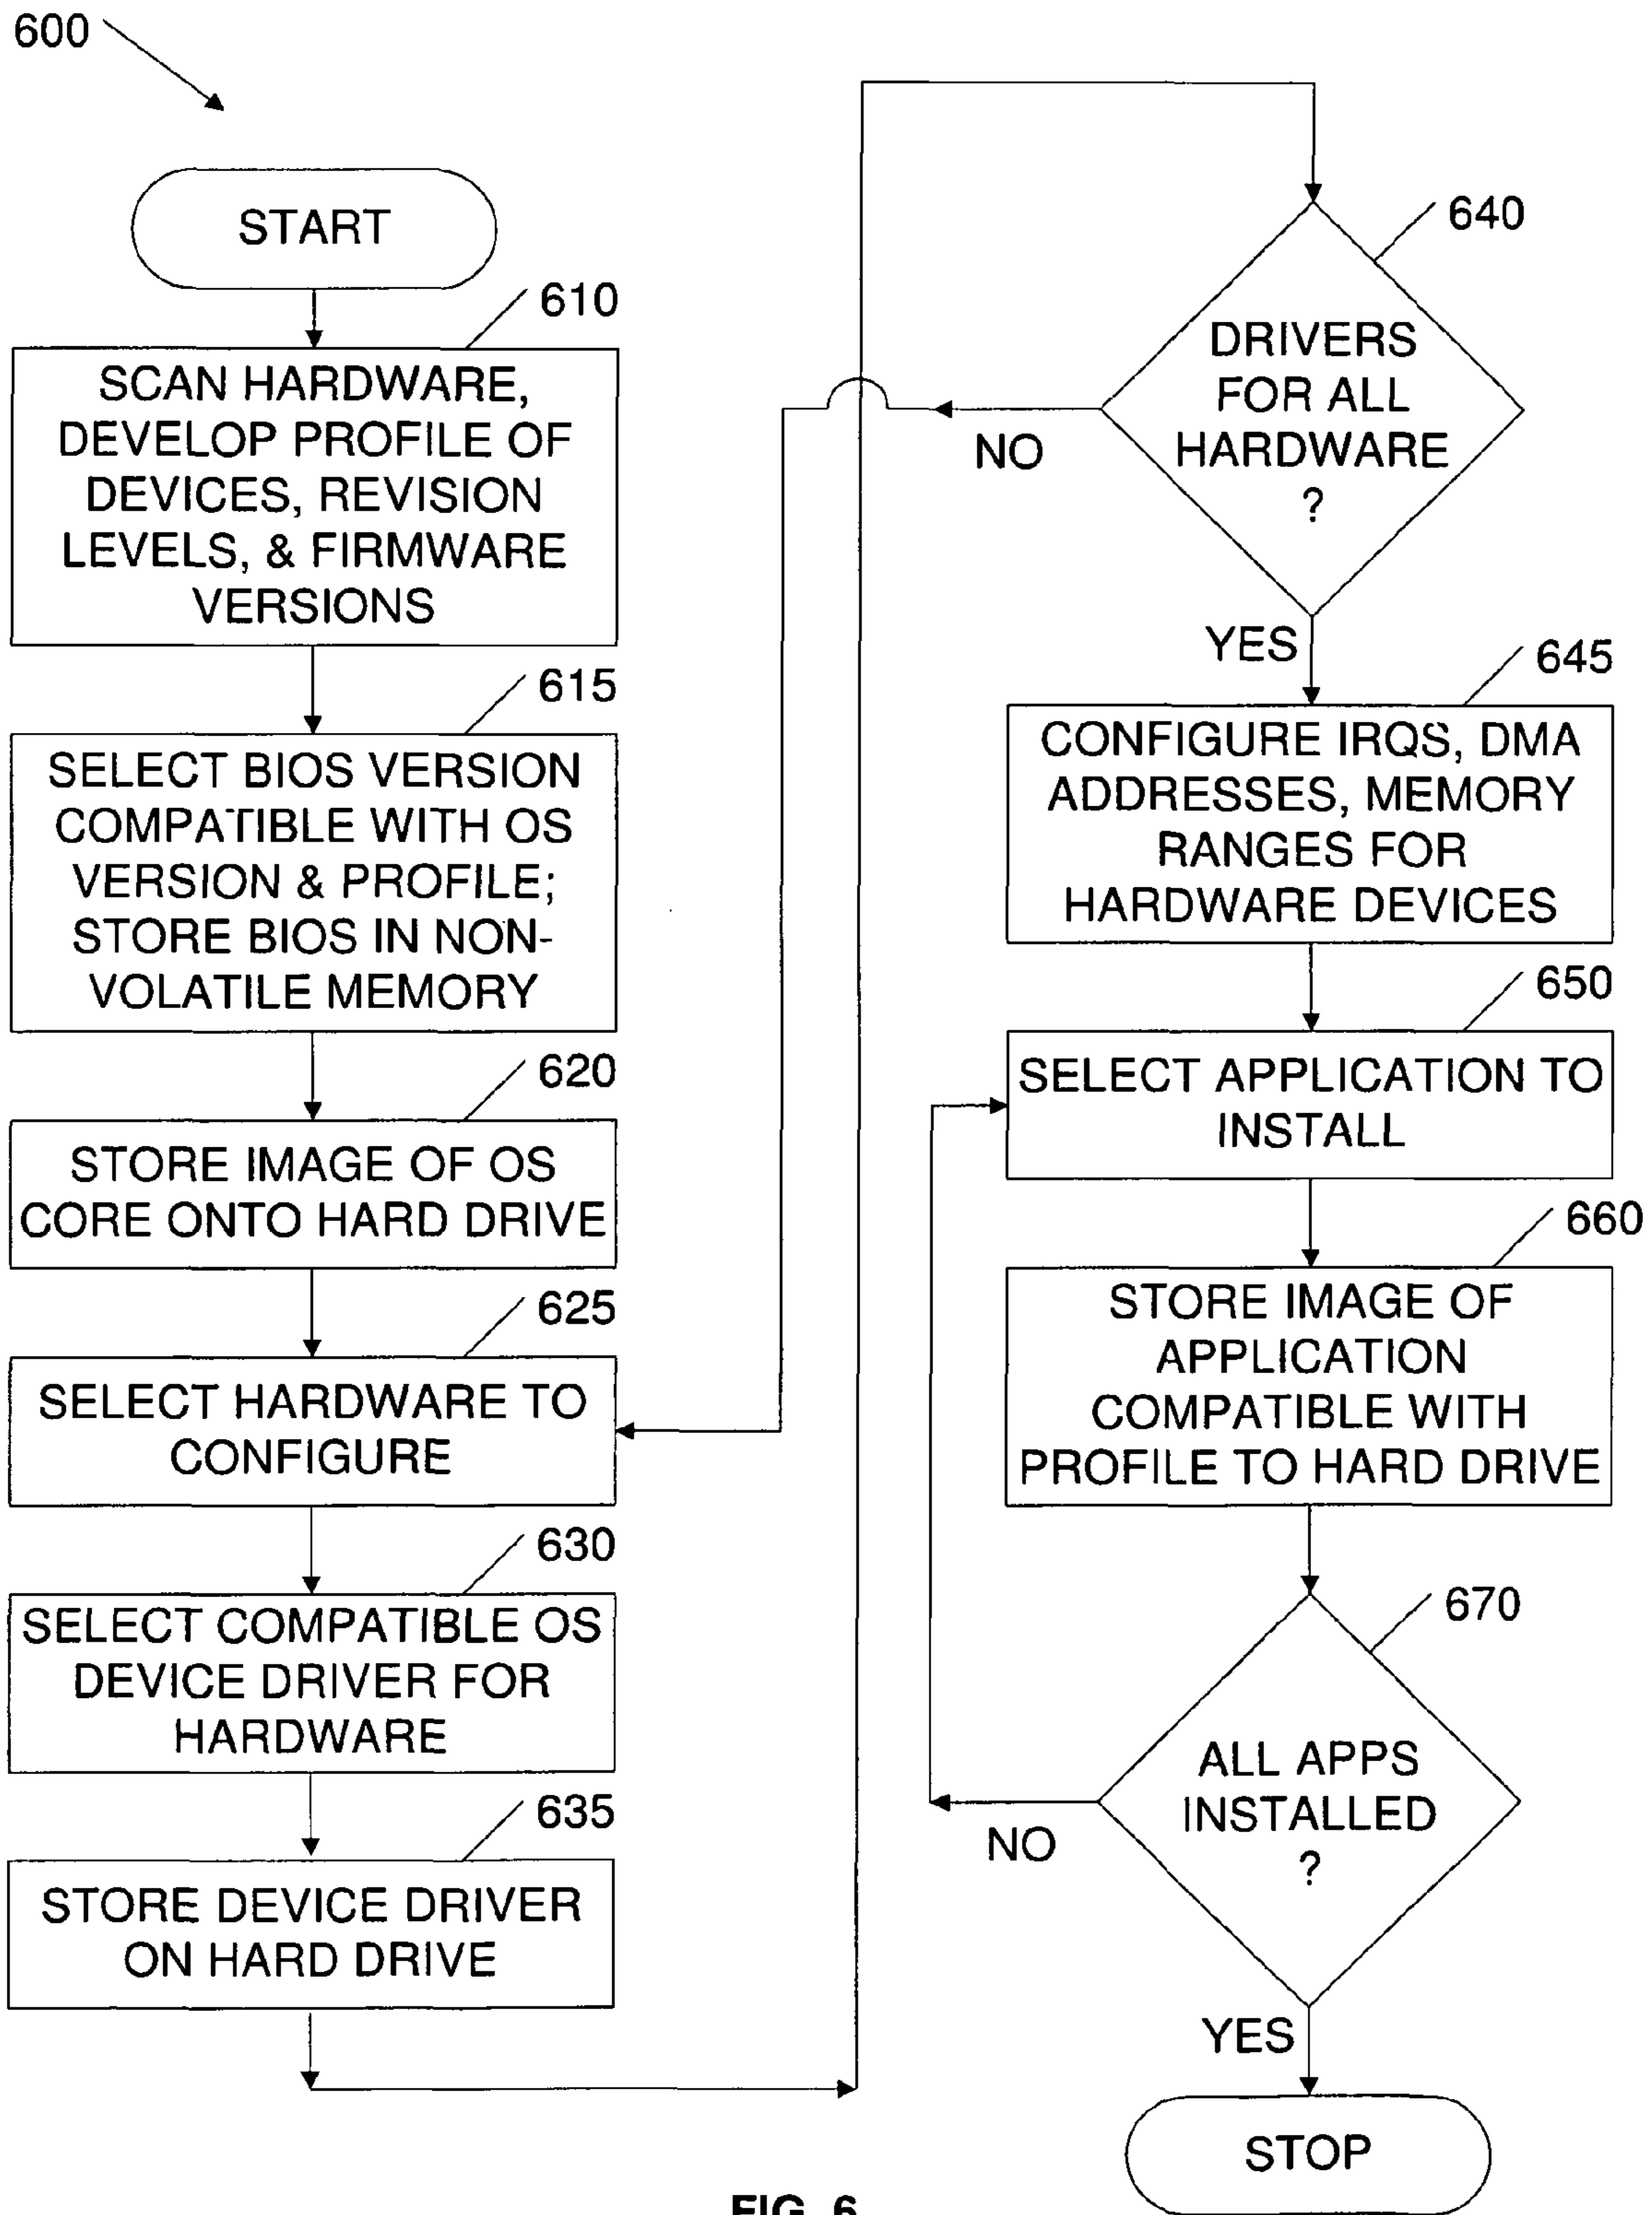 600
START
610
SCAN HARDWARE,
DEVELOP PROFILE OF
DEVICES, REVISION
LEVELS, & FIRMWARE
VERSIONS
615
SELECT BIOS VERSION
COMPATIBLE WITH OS
VERSION & PROFILE;
STORE BIOS IN NON-
VOLATILE MEMORY
620
STORE IMAGE OF OS
CORE ONTO HARD DRIVE
625
SELECT HARDWARE TO
CONFIGURE
630
SELECT COMPATIBLE OS
DEVICE DRIVER FOR
HARDWARE
635
STORE DEVICE DRIVER
ON HARD DRIVE
640
DRIVERS
FOR ALL
HARDWARE
?
NO
YES
645
CONFIGURE IRQS, DMA
ADDRESSES, MEMORY
RANGES FOR
HARDWARE DEVICES
650
SELECT APPLICATION TO
INSTALL
660
STORE IMAGE OF
APPLICATION
COMPATIBLE WITH
PROFILE TO HARD DRIVE
670
ALL APPS
INSTALLED
?
NO
YES
STOP
FIG. 6